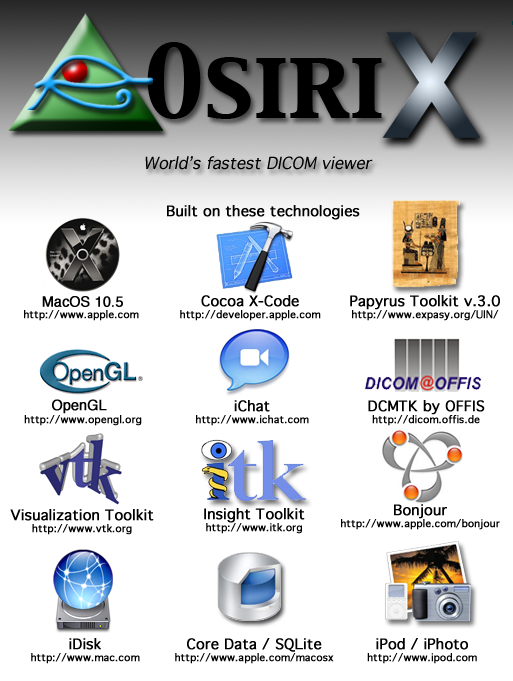 OSIRIX
World's fastest DICOM viewer
Built on these technologies
X
MacOS 10.5
http://www.apple.com
Cocoa X-Code
http://developer.apple.com
Papyrus Toolkit v.3.0
http://www.expasy.org/UIN/
OpenGL®
OpenGL
http://www.opengl.org
iChat
http://www.ichat.com
DICOM@OFFIS
DCMTK by OFFIS
http://dicom.offis.de
vtk
Visualization Toolkit
http://www.vtk.org
itk
Insight Toolkit
http://www.itk.org
Bonjour
http://www.apple.com/bonjour
iDisk
http://www.mac.com
Core Data / SQLite
http://www.apple.com/macosx
iPod / iPhoto
http://www.ipod.com